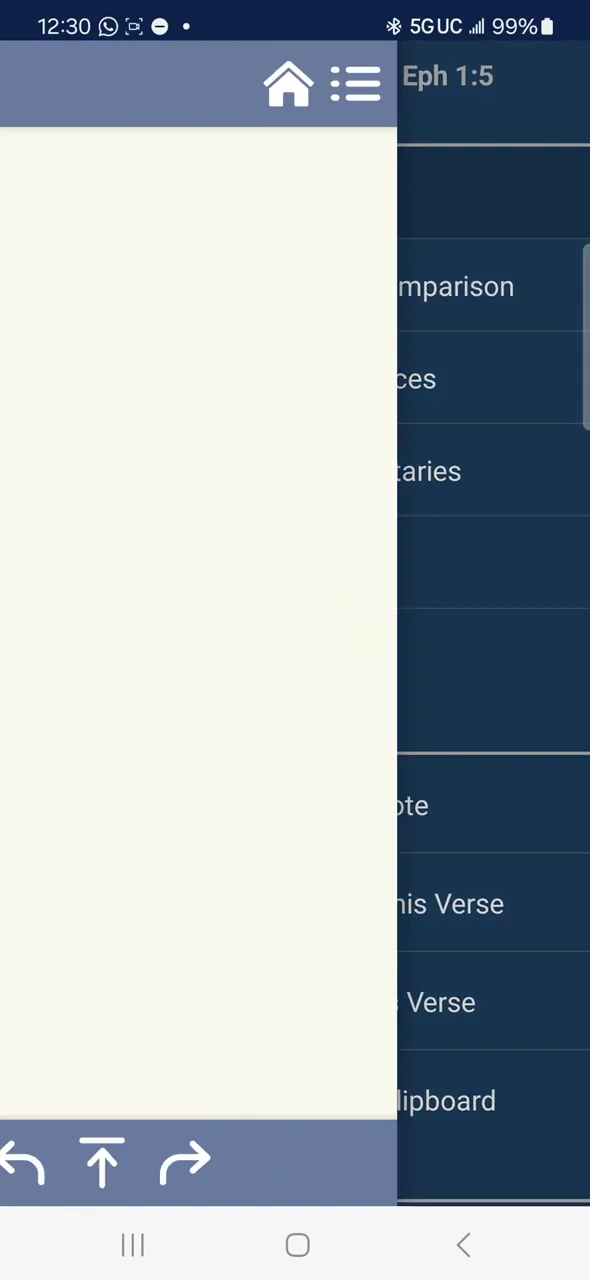 12:30 5G UC 99%
Eph 1:5
mparison
ces
taries
ote
his Verse
Verse
lipboard